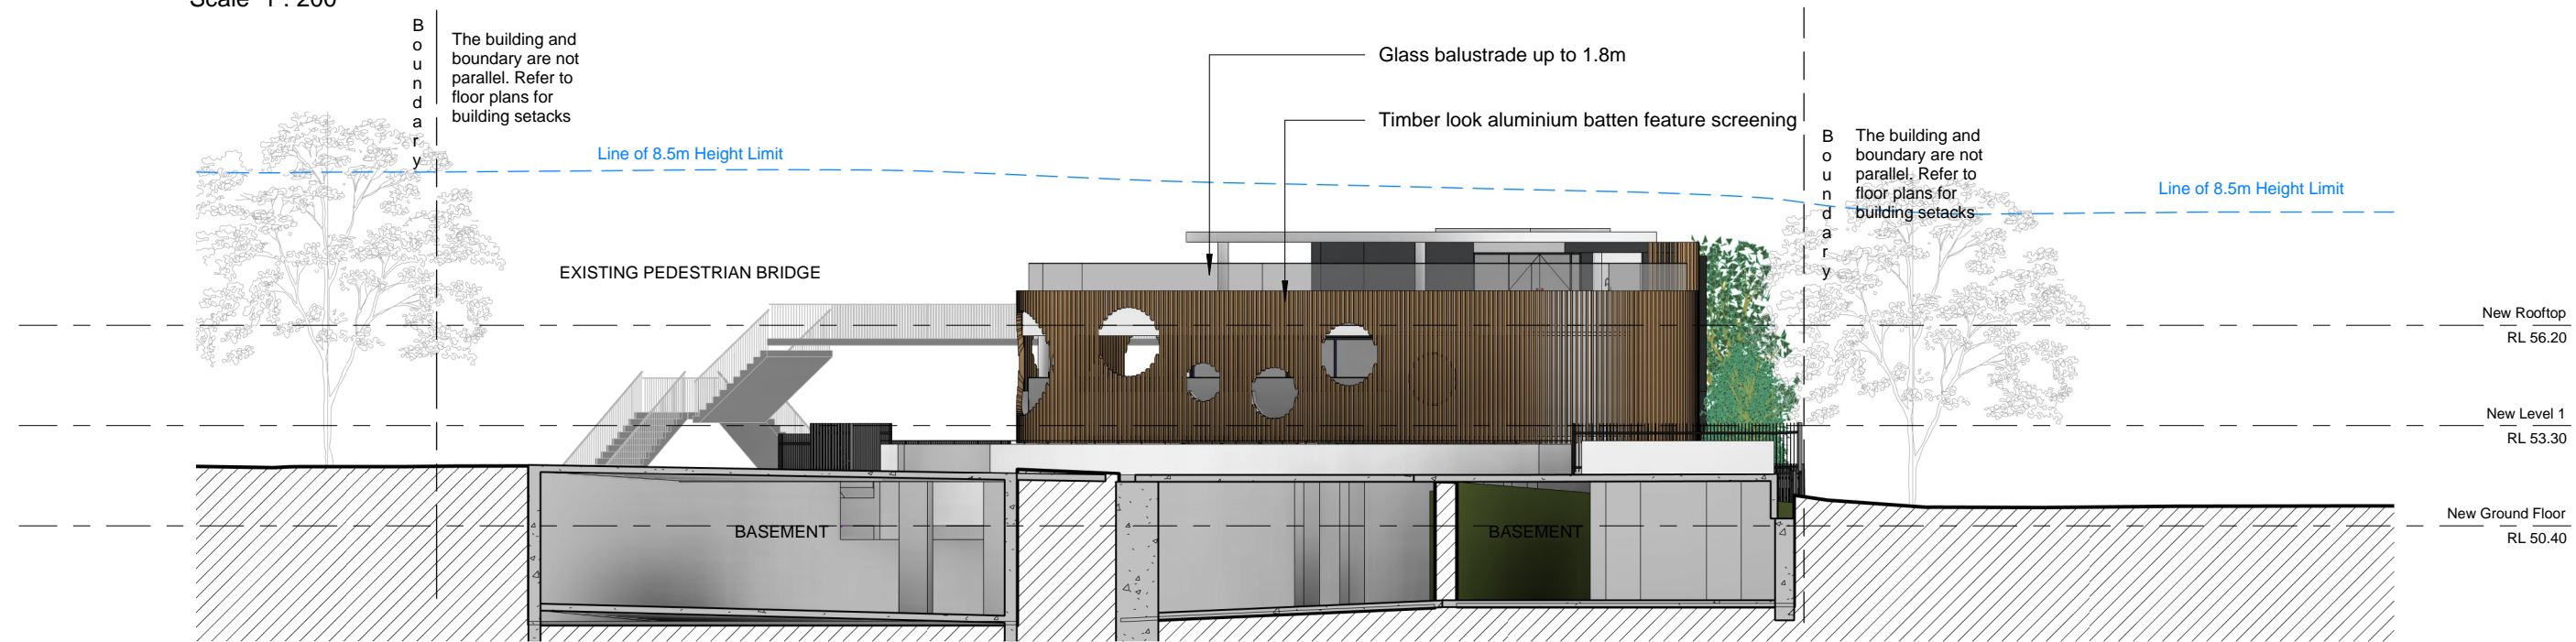 Scale 1 : 200
Boundary
The building and
boundary are not
parallel. Refer to
floor plans for
building setacks
Glass balustrade up to 1.8m
Timber look aluminium batten feature screening
Line of 8.5m Height Limit
Boundary
The building and
boundary are not
parallel. Refer to
floor plans for
building setacks
Line of 8.5m Height Limit
EXISTING PEDESTRIAN BRIDGE
New Rooftop
RL 56.20
New Level 1
RL 53.30
New Ground Floor
RL 50.40
BASEMENT
BASEMENT